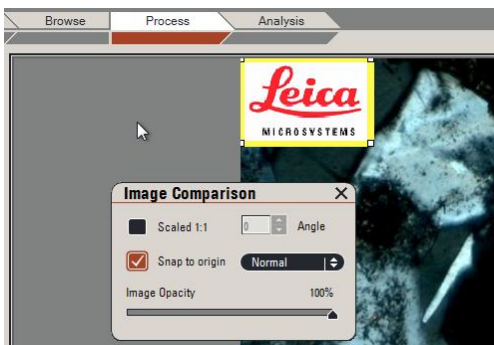 Browse Process Analysis
Leica
MICROSYSTEMS
Image Comparison
Scaled 1:1 0 Angle
Snap to origin Normal
Image Opacity 100%